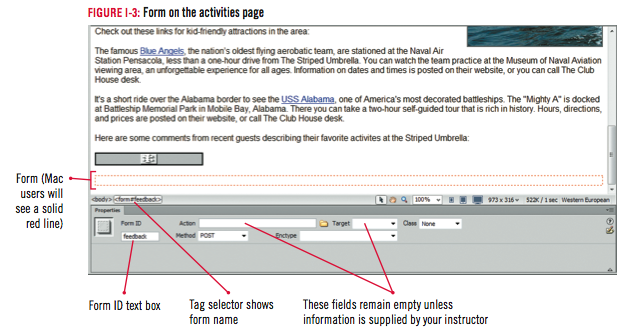 FIGURE I-3: Form on the activities page
Check out these links for kid-friendly attractions in the area:
The famous Blue Angels, the nation's oldest flying aerobatic team, are stationed at the Naval Air
Station Pensacola, less than a one-hour drive from The Striped Umbrella. You can watch the team practice at the Museum of Naval Aviation
viewing area, an unforgettable experience for all ages. Information on dates and times is posted on their website, or you can call The Club
House desk.
It's a short ride over the Alabama border to see the USS Alabama, one of America's most decorated battleships. The "Mighty A" is docked
at Battleship Memorial Park in Mobile Bay, Alabama. There you can take a two-hour self-guided tour that is rich in history. Hours, directions,
and prices are posted on their website, or call The Club House desk.
Here are some comments from recent guests describing their favorite activites at the Striped Umbrella:
Form (Mac
users will
see a solid
red line)
<body> <form#feedback> 100% 973 x 316 522K / 1 sec Western European
Properties
Form ID Action Target Class None
feedback Method POST Enctype
Form ID text box
Tag selector shows
form name
These fields remain empty unless
information is supplied by your instructor